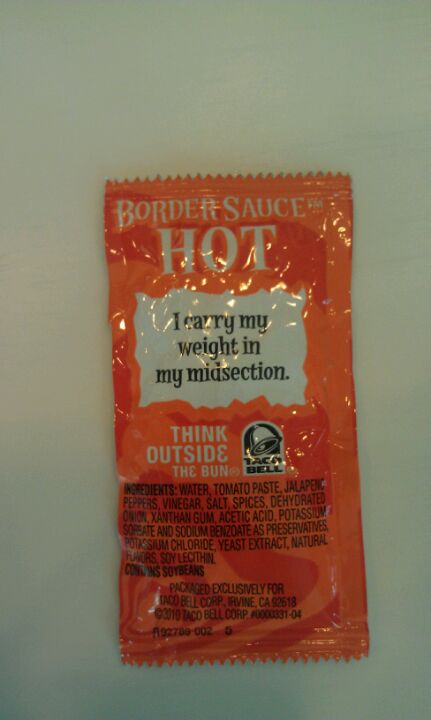 BORDER SAUCE™
HOT
I carry my
weight in
my midsection.
THINK
OUTSIDE
THE BUN®
TACO
BELL
INGREDIENTS: WATER, TOMATO PASTE, JALAPENO
PEPPERS, VINEGAR, SALT, SPICES, DEHYDRATED
ONION, XANTHAN GUM, ACETIC ACID, POTASSIUM
SORBATE AND SODIUM BENZOATE AS PRESERVATIVES,
POTASSIUM CHLORIDE, YEAST EXTRACT, NATURAL
FLAVORS, SOY LECITHIN.
CONTAINS SOYBEANS
PACKAGED EXCLUSIVELY FOR
TACO BELL CORP., IRVINE, CA 92618
©2010 TACO BELL CORP. #0000331-04
002